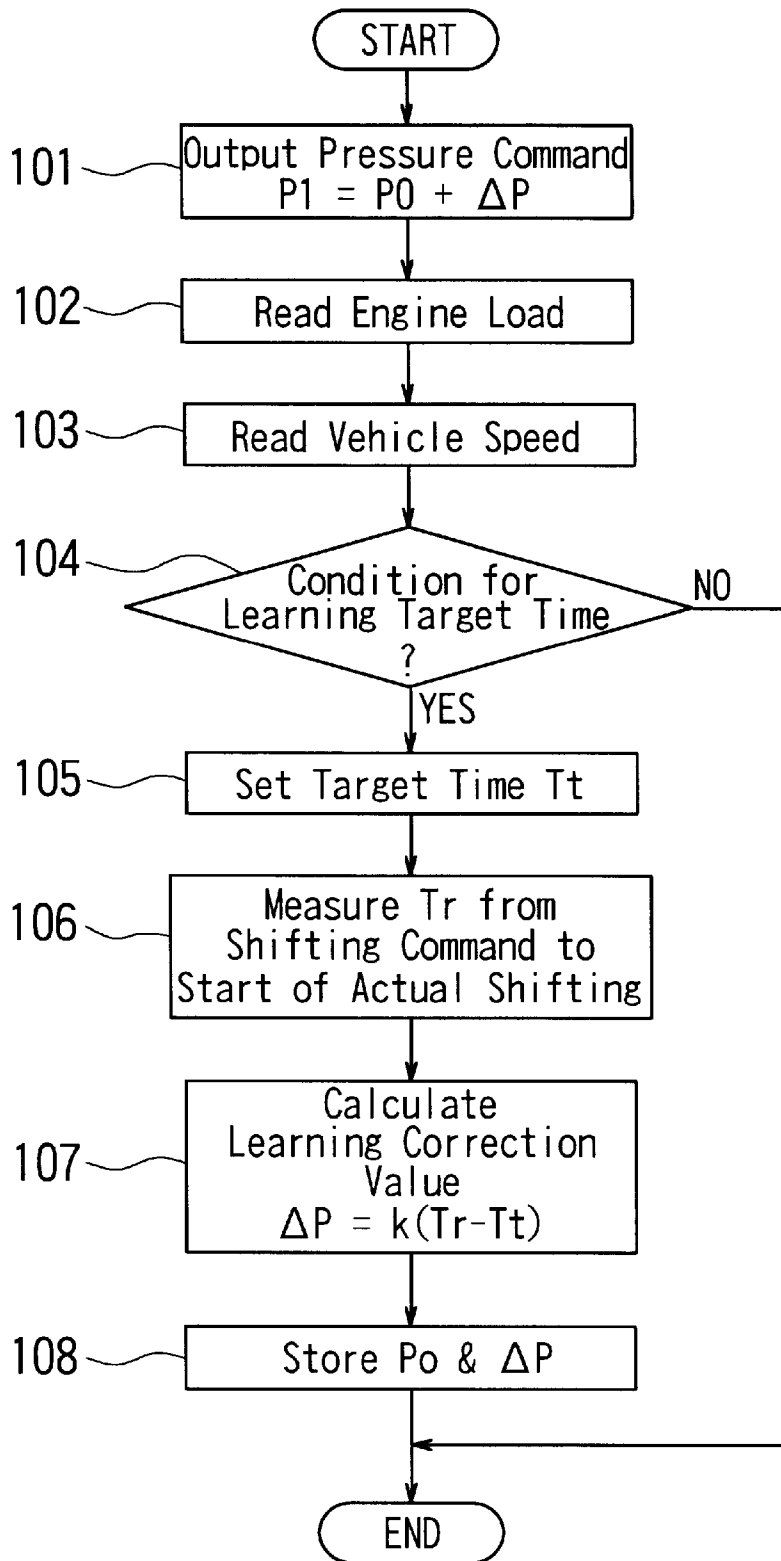 START
101
Output Pressure Command
P1 = P0 + ΔP
102
Read Engine Load
103
Read Vehicle Speed
104
Condition for
Learning Target Time
?
NO
YES
105
Set Target Time Tt
106
Measure Tr from
Shifting Command to
Start of Actual Shifting
107
Calculate
Learning Correction
Value
ΔP = k(Tr-Tt)
108
Store Po & ΔP
END